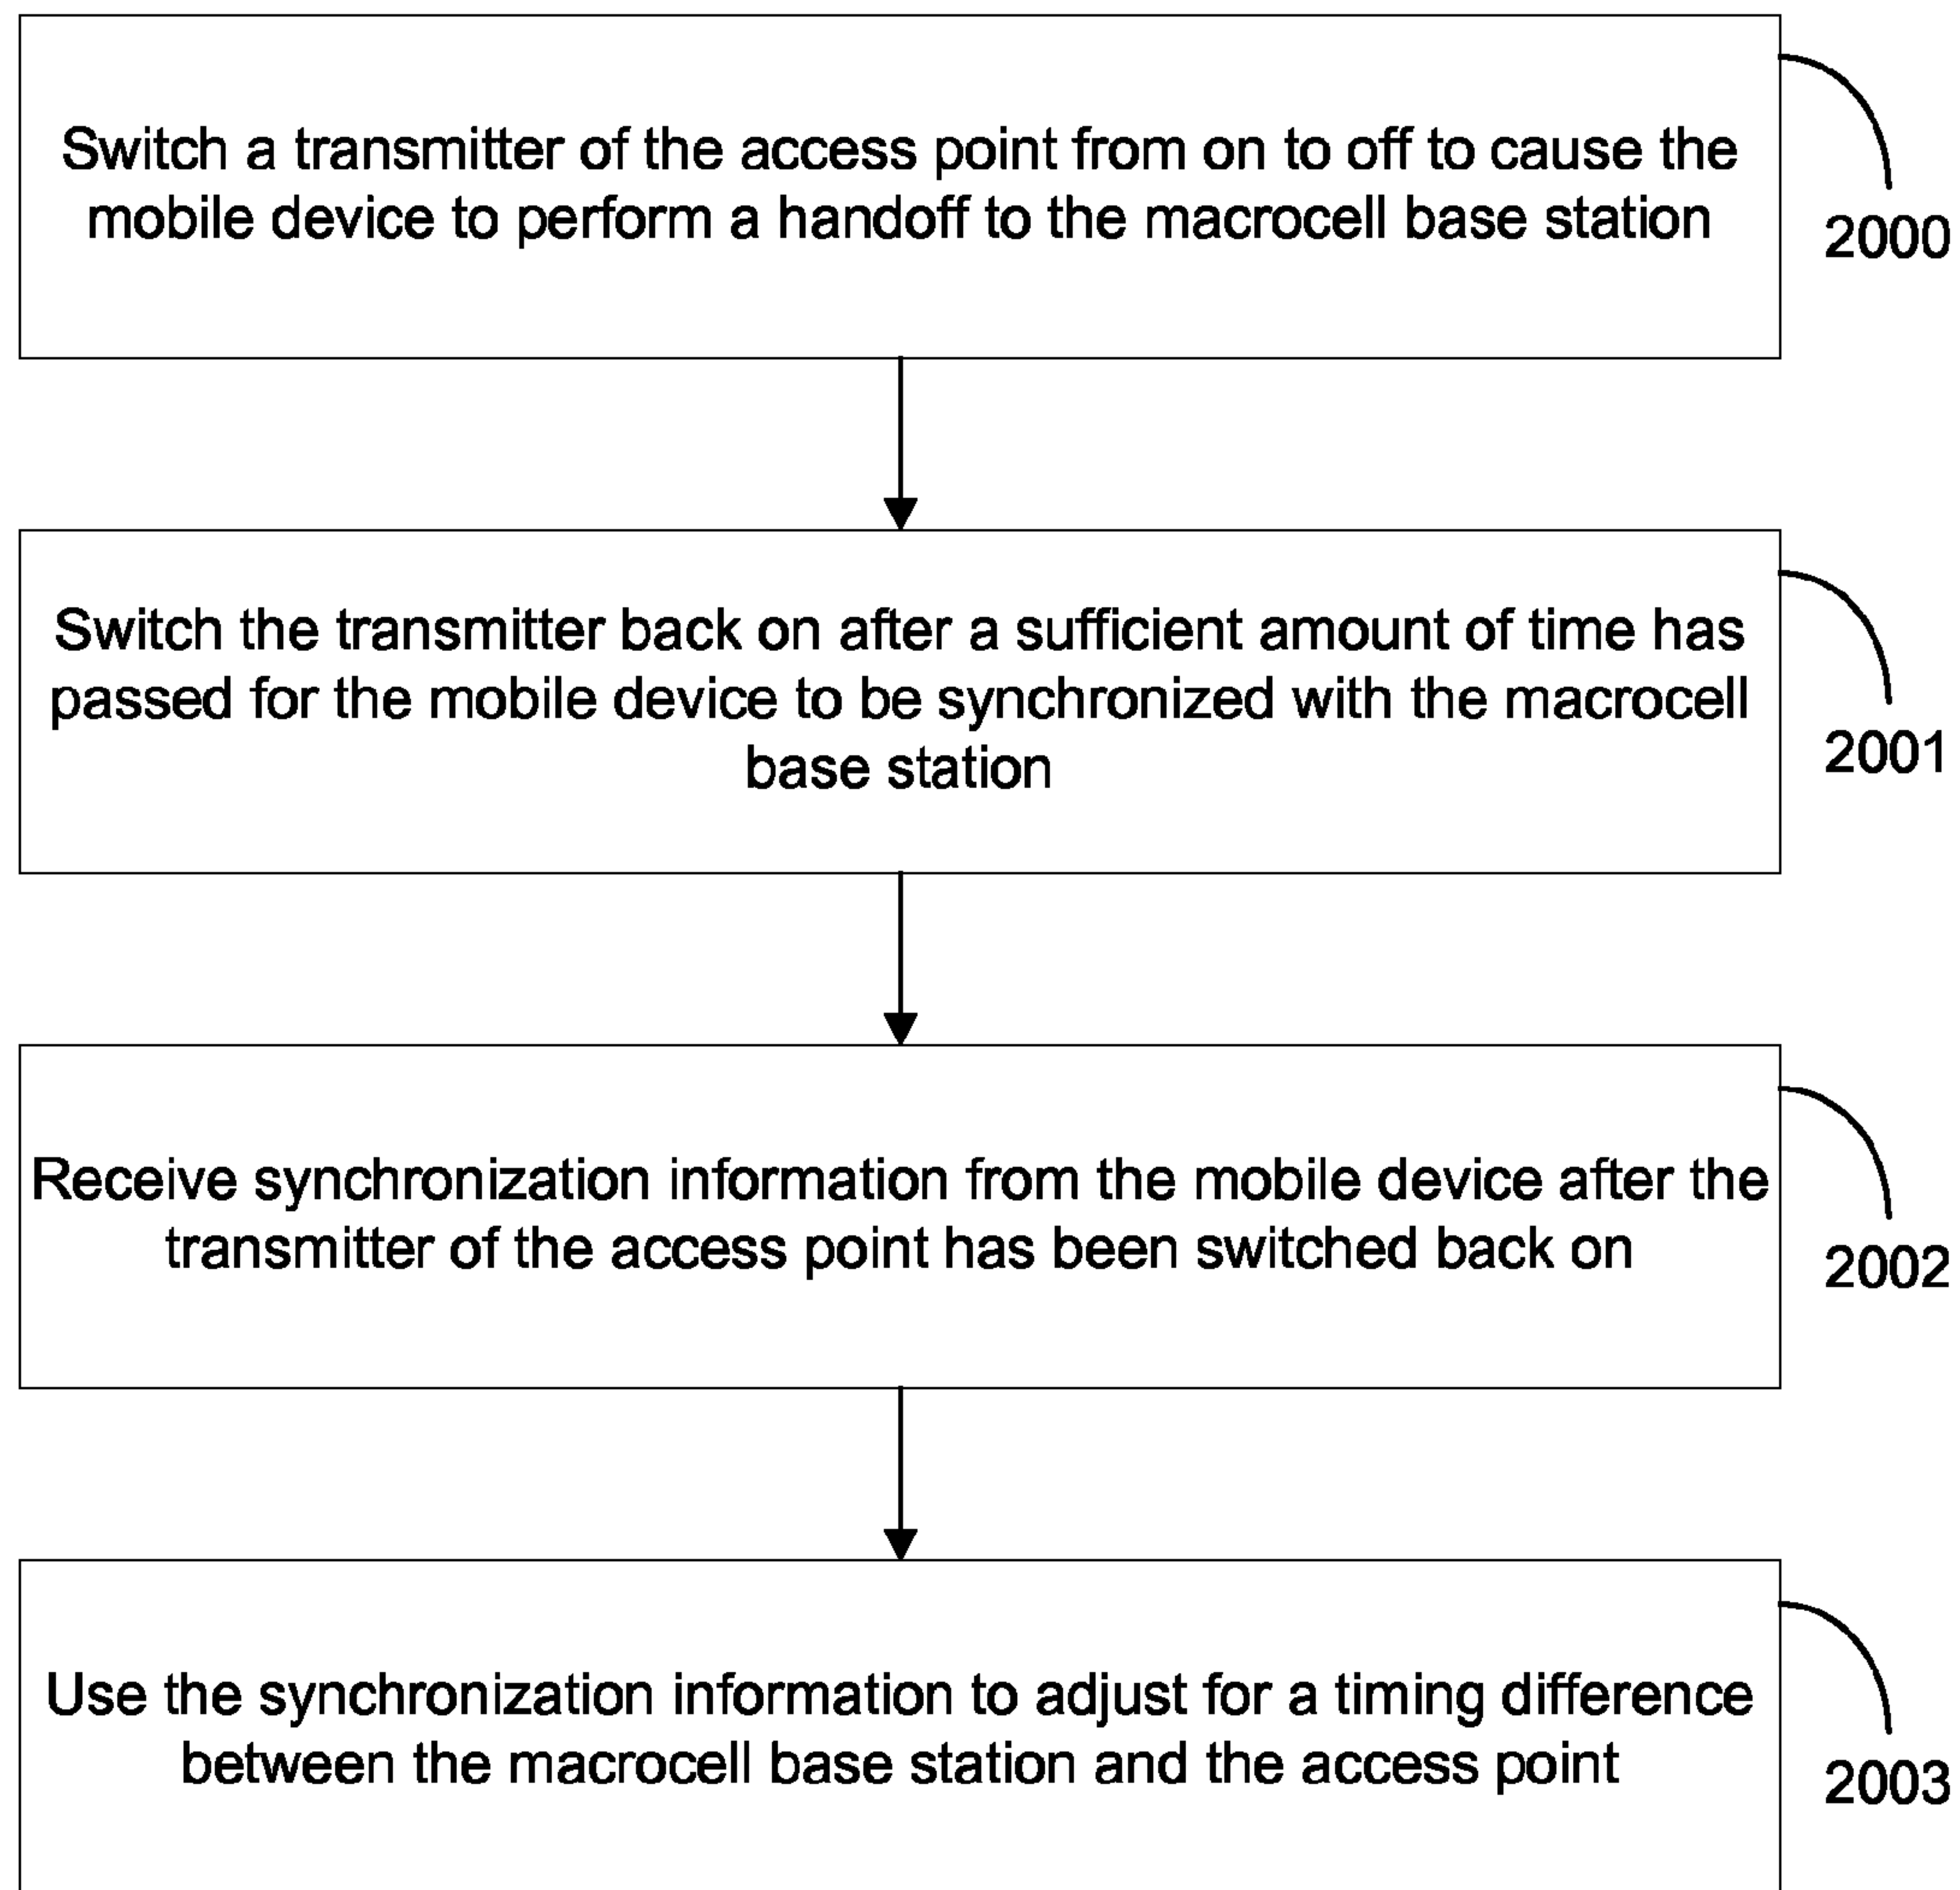 Switch a transmitter of the access point from on to off to cause the
mobile device to perform a handoff to the macrocell base station
2000
Switch the transmitter back on after a sufficient amount of time has
passed for the mobile device to be synchronized with the macrocell
base station
2001
Receive synchronization information from the mobile device after the
transmitter of the access point has been switched back on
2002
Use the synchronization information to adjust for a timing difference
between the macrocell base station and the access point
2003